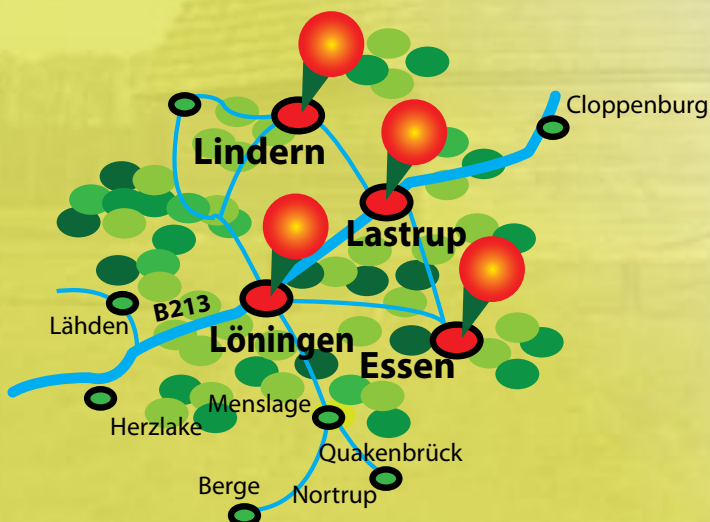 Cloppenburg
Lindern
Lastrup
B213
Lähden
Löningen
Essen
Menslage
Herzlake
Quakenbrück
Berge
Nortrup